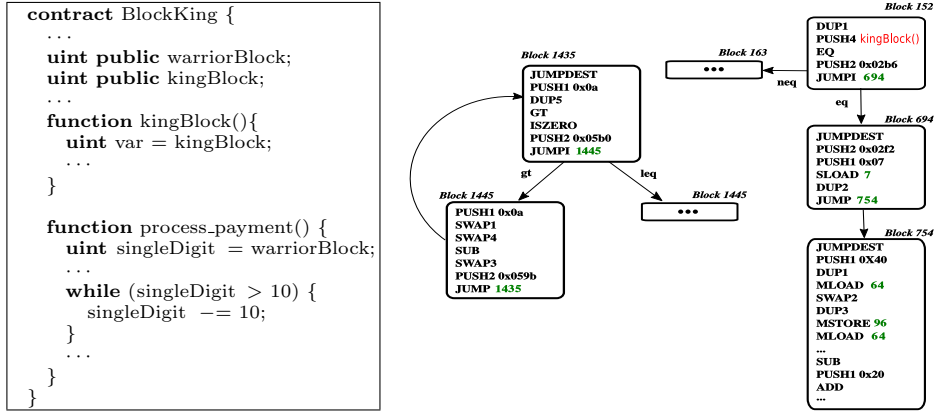 contract BlockKing {
...
uint public warriorBlock;
uint public kingBlock;
...
function kingBlock(){
uint var = kingBlock;
...
}
function process_payment() {
uint singleDigit = warriorBlock;
...
while (singleDigit > 10) {
singleDigit -= 10;
}
...
}
}
Block 1435
JUMPDEST
PUSH1 0x0a
DUP5
GT
ISZERO
PUSH2 0x05b0
JUMPI 1445
gt
leq
Block 1445
PUSH1 0x0a
SWAP1
SWAP4
SUB
SWAP3
PUSH2 0x059b
JUMP 1435
Block 1445
...
Block 152
DUP1
PUSH4 kingBlock()
EQ
PUSH2 0x02b6
JUMPI 694
Block 163
...
neq
eq
Block 694
JUMPDEST
PUSH2 0x02f2
PUSH1 0x07
SLOAD 7
DUP2
JUMP 754
Block 754
JUMPDEST
PUSH1 0X40
DUP1
MLOAD 64
SWAP2
DUP3
MSTORE 96
MLOAD 64
...
SUB
PUSH1 0x20
ADD
...